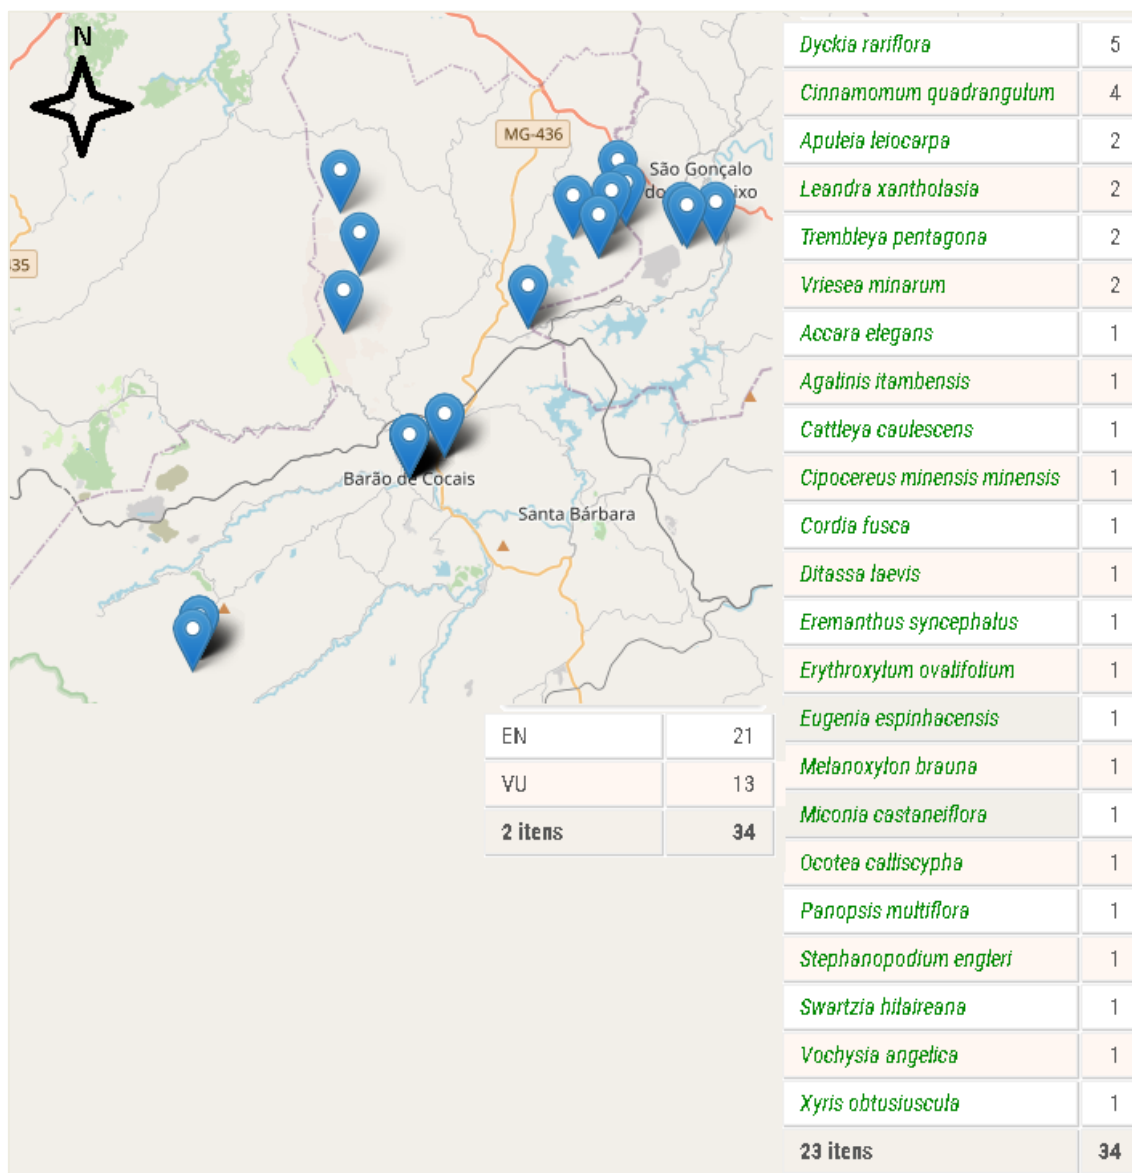 N
MG-436
São Gonçalo
do
ixo
35
Barão de Cocais
Santa Bárbara
EN 21
VU 13
2 itens 34
Dyckia rariflora 5
Cinnamomum quadrangulum 4
Apuleia leiocarpa 2
Leandra xantholasia 2
Trembleya pentagona 2
Vriesea minarum 2
Accara elegans 1
Agalinis itambensis 1
Cattleya caulescens 1
Cipocereus minensis minensis 1
Cordia fusca 1
Ditassa laevis 1
Eremanthus syncephalus 1
Erythroxylum ovalifolium 1
Eugenia espinhacensis 1
Melanoxylon brauna 1
Miconia castaneiflora 1
Ocotea calliscypha 1
Panopsis multiflora 1
Stephanopodium engleri 1
Swartzia hilaireana 1
Vochysia angelica 1
Xyris obtusiuscula 1
23 itens 34